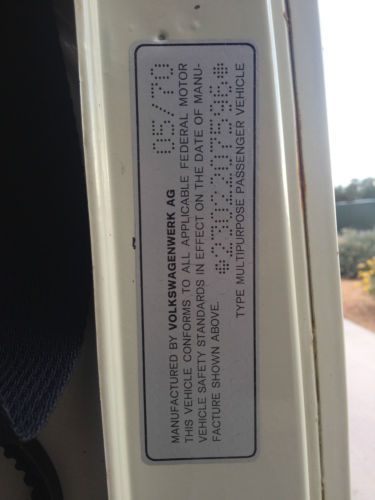 MANUFACTURED BY VOLKSWAGENWERK AG 05/70
THIS VEHICLE CONFORMS TO ALL APPLICABLE FEDERAL MOTOR
VEHICLE SAFETY STANDARDS IN EFFECT ON THE DATE OF MANU-
FACTURE SHOWN ABOVE. *2302207596*
TYPE MULTIPURPOSE PASSENGER VEHICLE